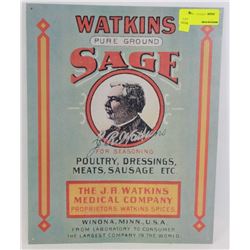 WATKINS
PURE GROUND
SAGE
J.R. Watkins
FOR SEASONING
POULTRY, DRESSINGS,
MEATS, SAUSAGE ETC.
THE J.R. WATKINS
MEDICAL COMPANY
PROPRIETORS WATKINS SPICES
WINONA, MINN., U.S.A.
FROM LABORATORY TO CONSUMER
THE LARGEST COMPANY IN THE WORLD